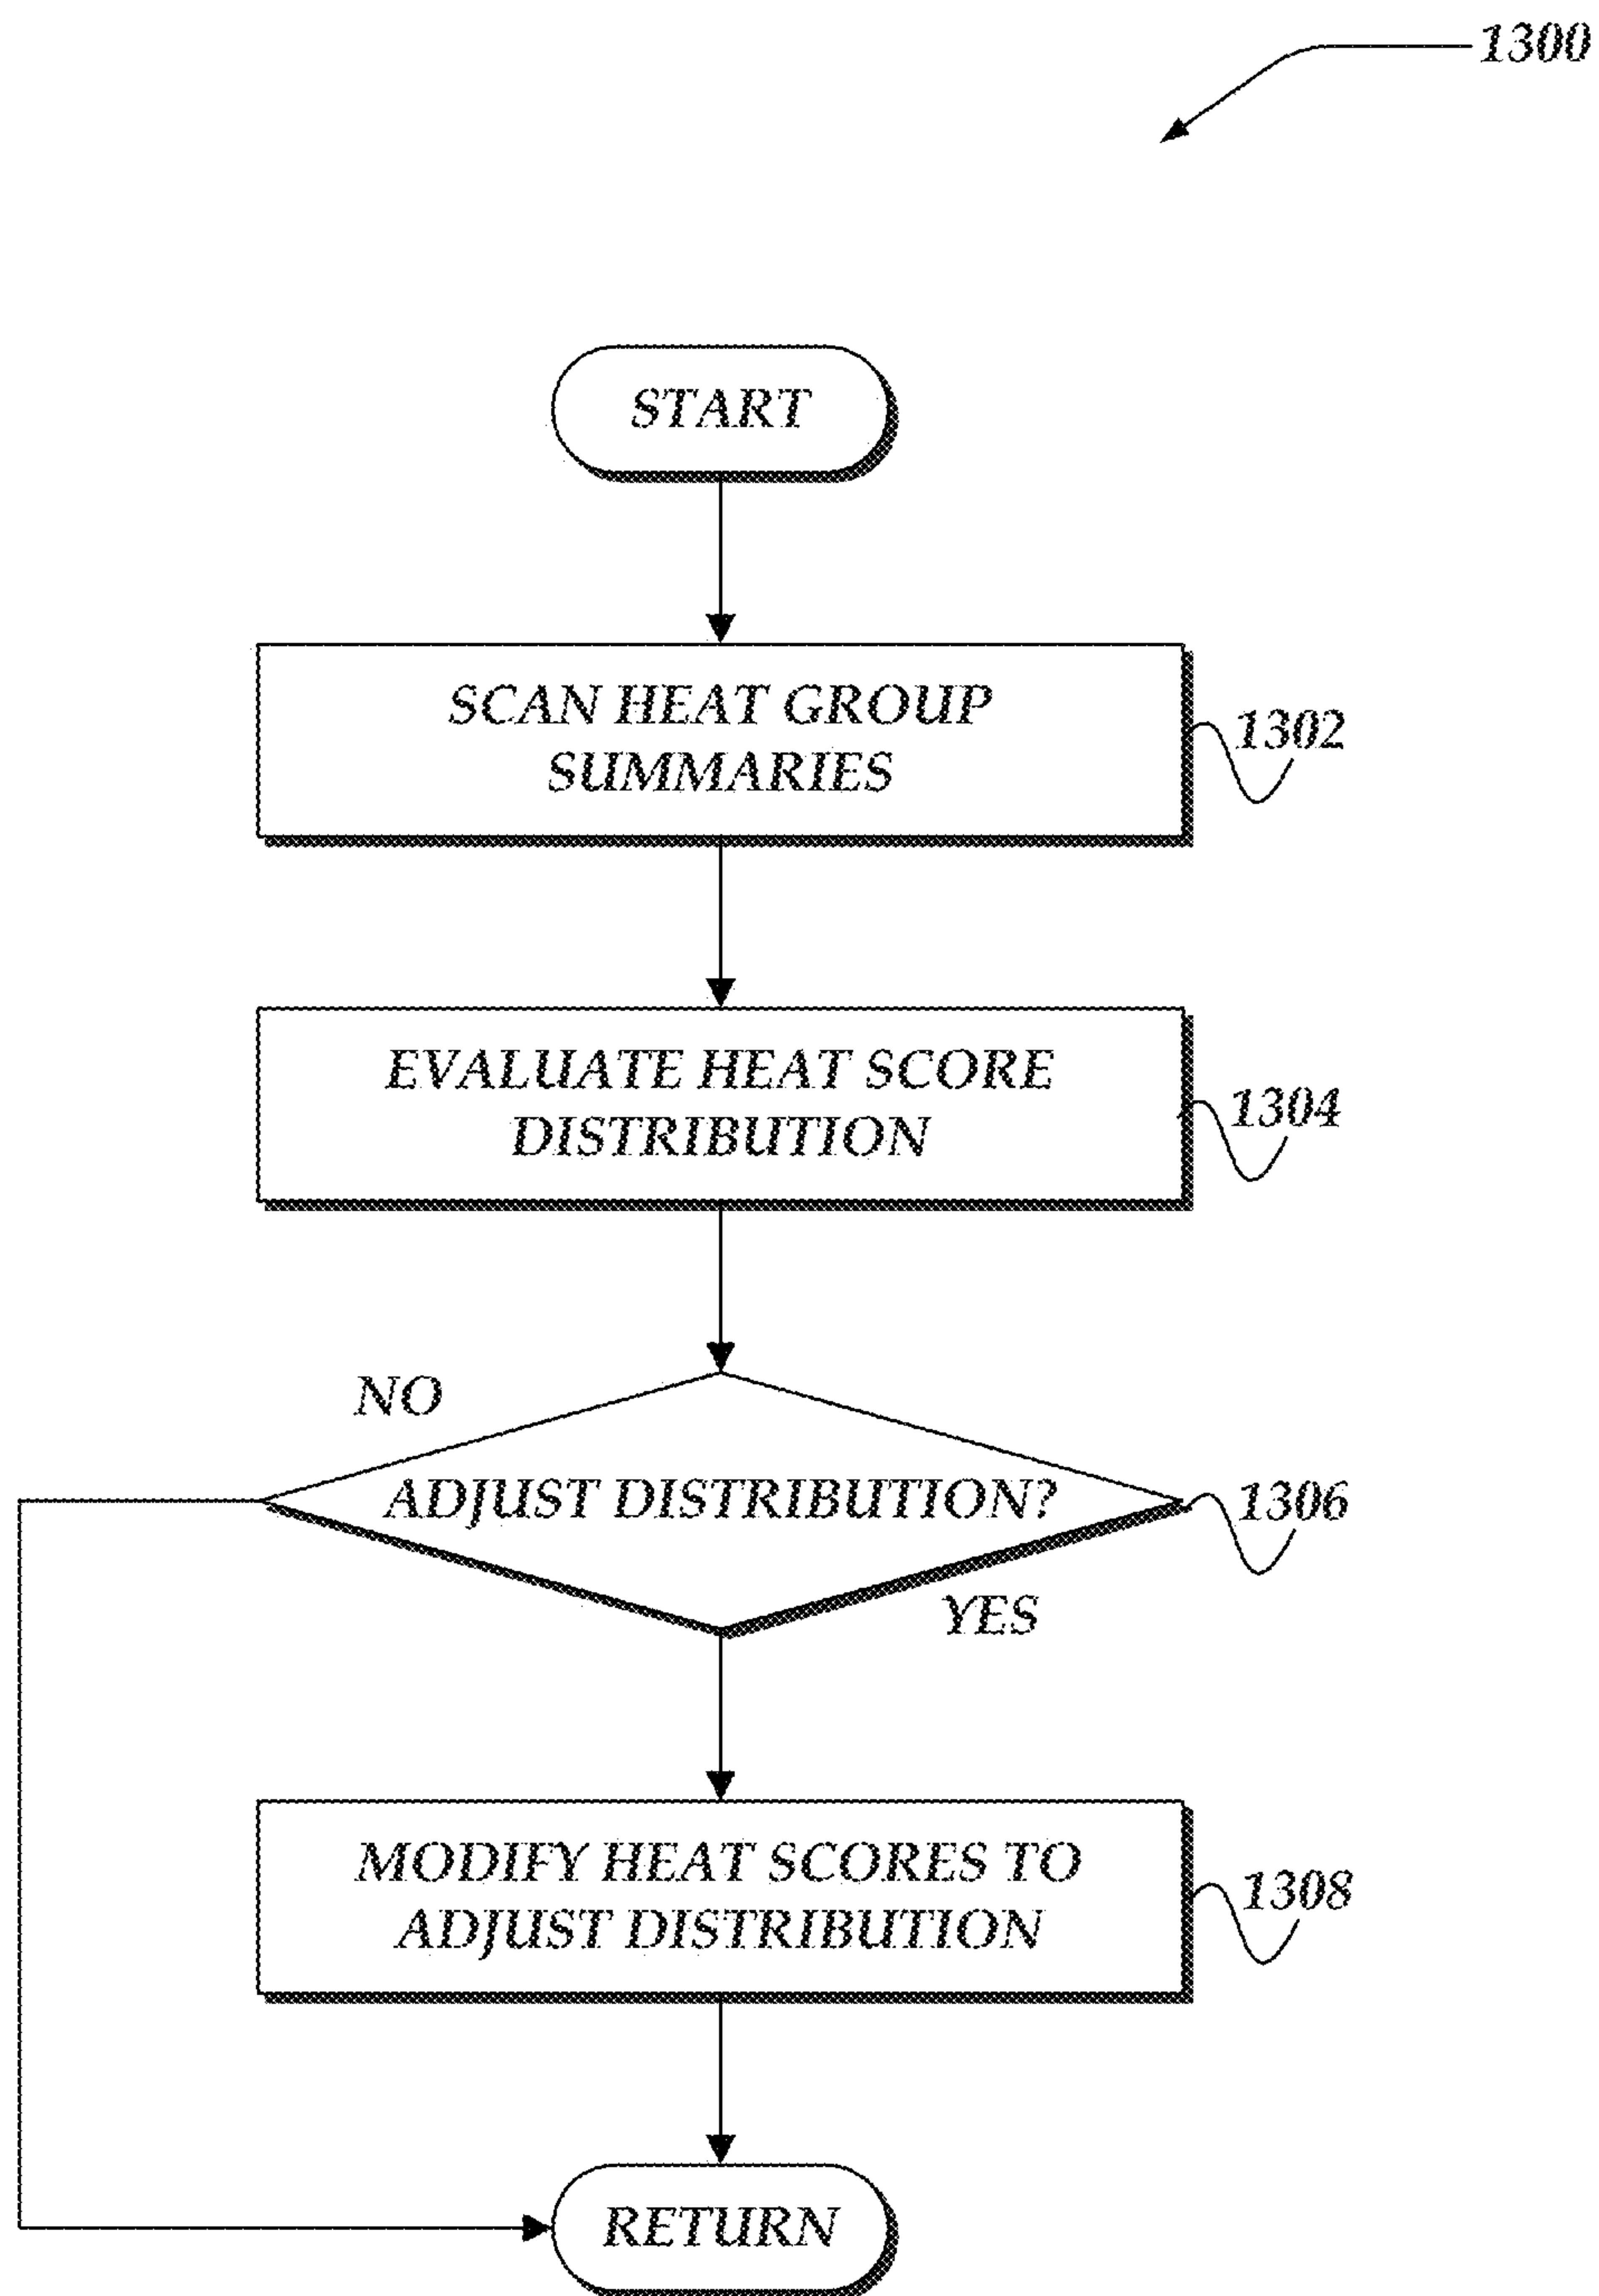 1300
START
SCAN HEAT GROUP
SUMMARIES
1302
EVALUATE HEAT SCORE
DISTRIBUTION
1304
NO
ADJUST DISTRIBUTION?
1306
YES
MODIFY HEAT SCORES TO
ADJUST DISTRIBUTION
1308
RETURN